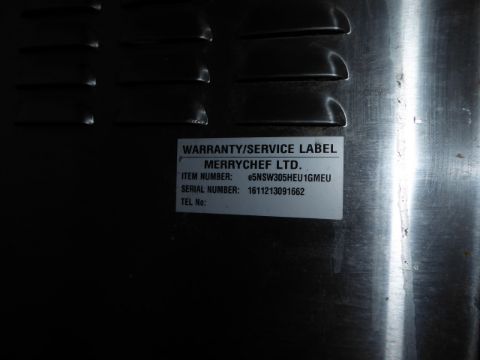 WARRANTY/SERVICE LABEL
MERRYCHEF LTD.
ITEM NUMBER: e5NSW305HEU1GMEU
SERIAL NUMBER: 1611213091662
TEL No: